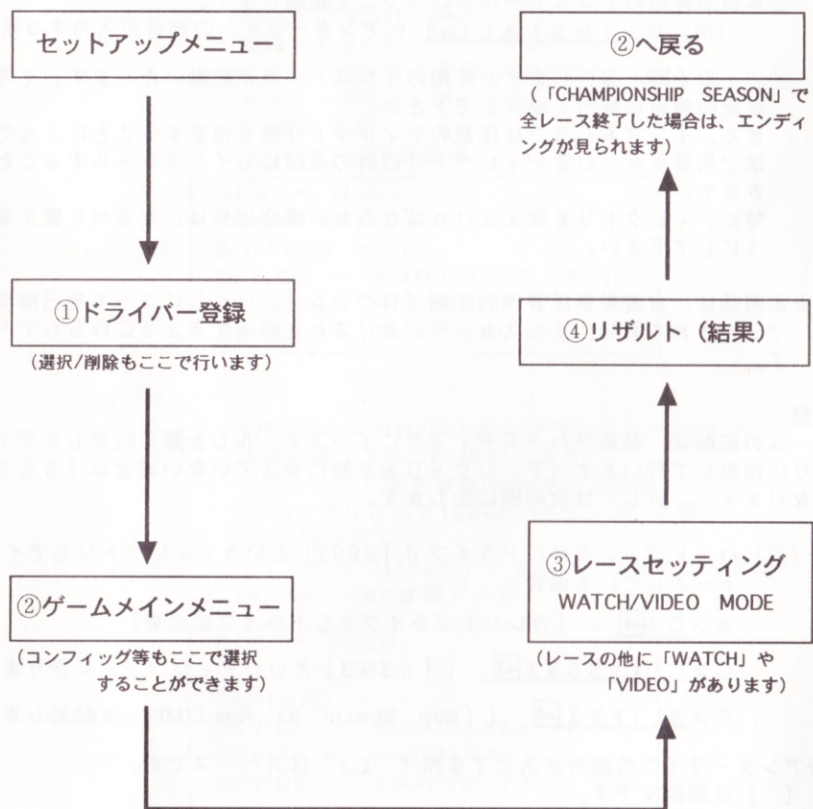 セットアップメニュー
①ドライバー登録
(選択/削除もここで行います)
②ゲームメインメニュー
(コンフィッグ等もここで選択
することができます)
③レースセッティング
WATCH/VIDEO MODE
(レースの他に「WATCH」や
「VIDEO」があります)
④リザルト (結果)
②へ戻る
(「CHAMPIONSHIP SEASON」で
全レース終了した場合は、エンディ
ングが見られます)